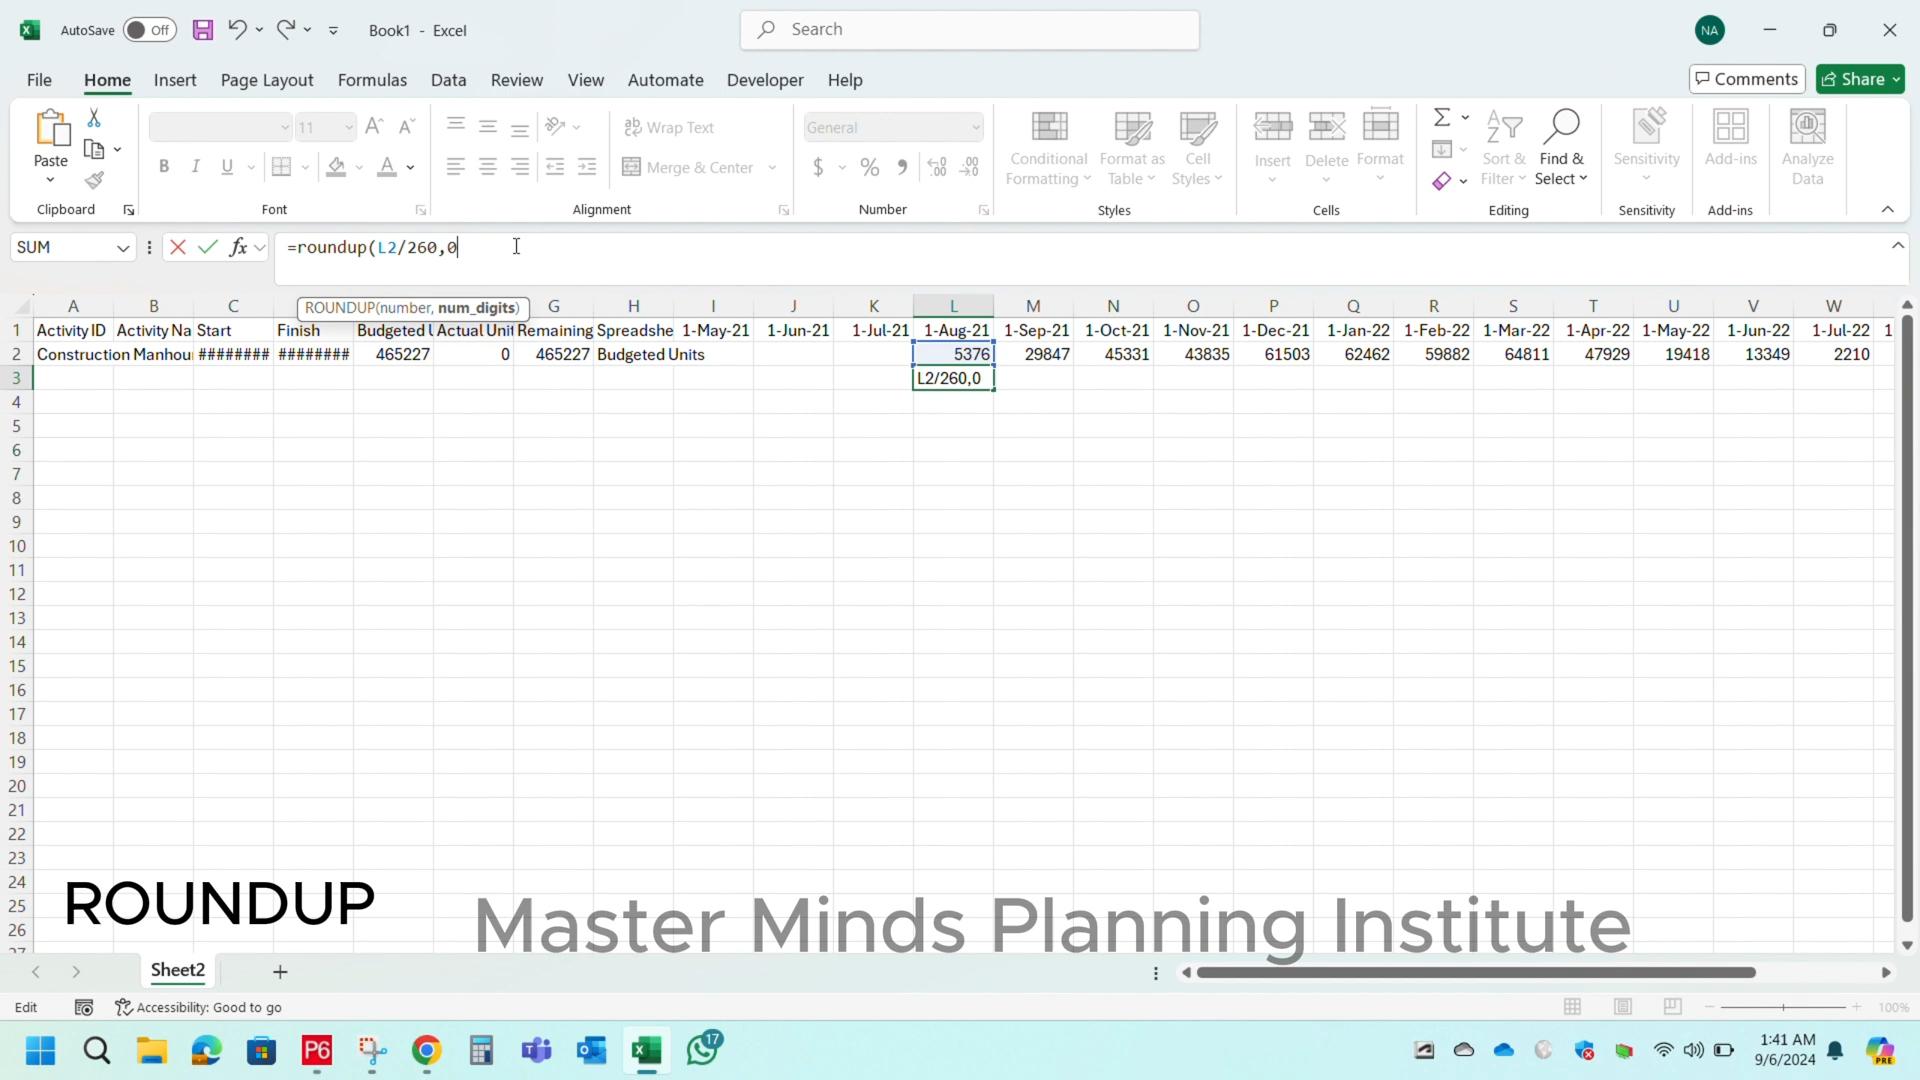 AutoSave Off Book1 - Excel Search NA
File Home Insert Page Layout Formulas Data Review View Automate Developer Help Comments Share
Paste 11 Wrap Text General Conditional Formatting Format as Table Cell Styles Insert Delete Format Sort & Filter Find & Select Sensitivity Add-ins Analyze Data
B I U Merge & Center $ %
Clipboard Font Alignment Number Styles Cells Editing Sensitivity Add-ins
SUM fx =roundup(L2/260,0
ROUNDUP(number, num_digits)
A B C G H I J K L M N O P Q R S T U V W
1 Activity ID Activity Na Start Finish Budgeted U Actual Unit Remaining Spreadshe 1-May-21 1-Jun-21 1-Jul-21 1-Aug-21 1-Sep-21 1-Oct-21 1-Nov-21 1-Dec-21 1-Jan-22 1-Feb-22 1-Mar-22 1-Apr-22 1-May-22 1-Jun-22 1-Jul-22 1
2 Construction Manhou ######## ######## 465227 0 465227 Budgeted Units 5376 29847 45331 43835 61503 62462 59882 64811 47929 19418 13349 2210
3 L2/260,0
4
5
6
7
8
9
10
11
12
13
14
15
16
17
18
19
20
21
22
23
24
25
26
27
ROUNDUP
Master Minds Planning Institute
Sheet2
Edit Accessibility: Good to go 100%
P6 17 1:41 AM
9/6/2024 PRE